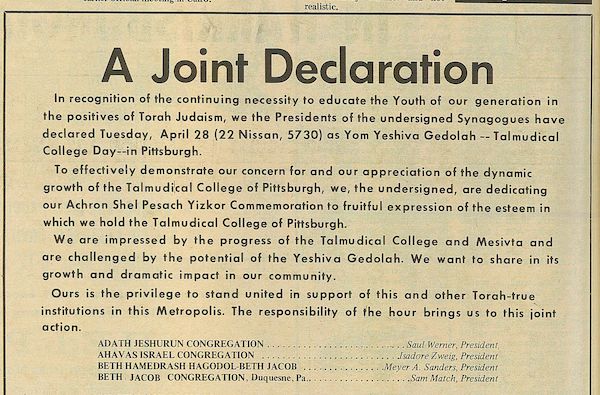 realistic.
A Joint Declaration
In recognition of the continuing necessity to educate the Youth of our generation in
the positives of Torah Judaism, we the Presidents of the undersigned Synagogues have
declared Tuesday, April 28 (22 Nissan, 5730) as Yom Yeshiva Gedolah -- Talmudical
College Day--in Pittsburgh.
To effectively demonstrate our concern for and our appreciation of the dynamic
growth of the Talmudical College of Pittsburgh, we, the undersigned, are dedicating
our Achron Shel Pesach Yizkor Commemoration to fruitful expression of the esteem in
which we hold the Talmudical College of Pittsburgh.
We are impressed by the progress of the Talmudical College and Mesivta and
are challenged by the potential of the Yeshiva Gedolah. We want to share in its
growth and dramatic impact in our community.
Ours is the privilege to stand united in support of this and other Torah-true
institutions in this Metropolis. The responsibility of the hour brings us to this joint
action.
ADATH JESHURUN CONGREGATION ........................ Saul Werner, President
AHAVAS ISRAEL CONGREGATION ........................ Isadore Zweig, President
BETH HAMEDRASH HAGODOL-BETH JACOB ................ Meyer A. Sanders, President
BETH JACOB CONGREGATION, Duquesne, Pa.. ................ Sam Match, President